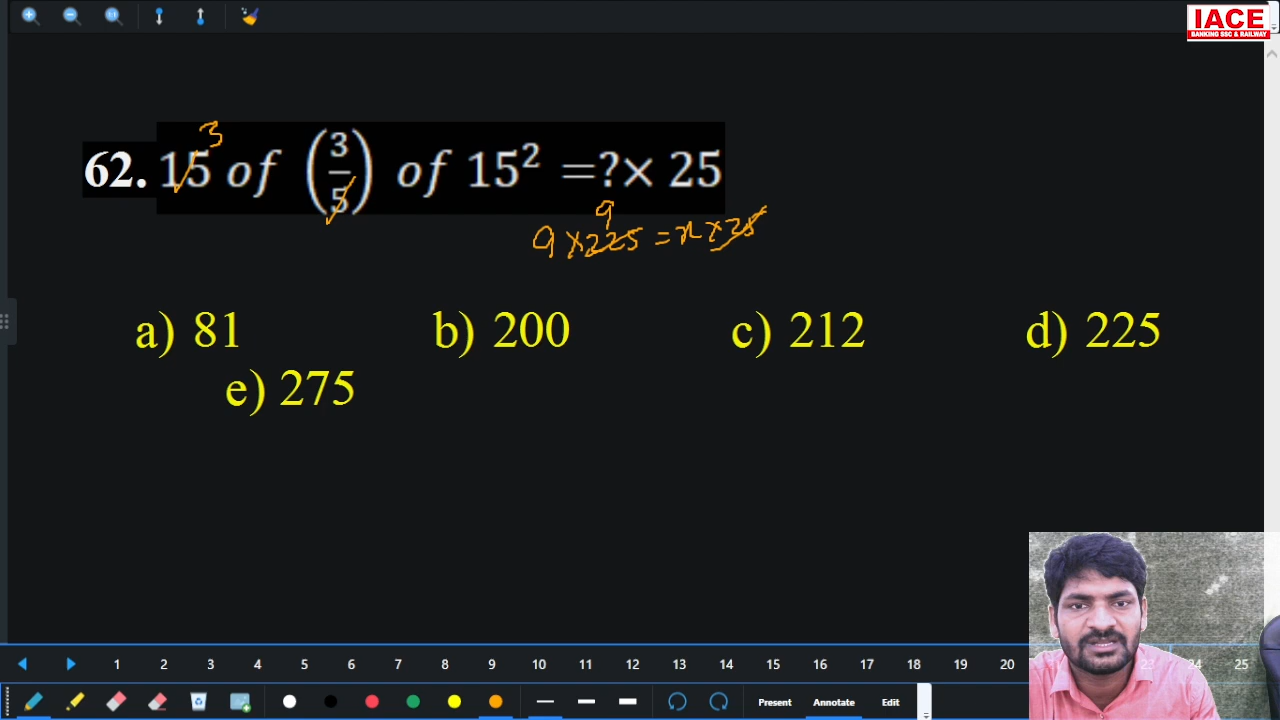 IACE
BANKING SSC & RAILWAY
3
62. 15 of (3/5) of 15² =?× 25
9
9 × 225 = x × 25
a) 81 b) 200 c) 212 d) 225
e) 275
1 2 3 4 5 6 7 8 9 10 11 12 13 14 15 16 17 18 19 20 23 24 25
Present Annotate Edit